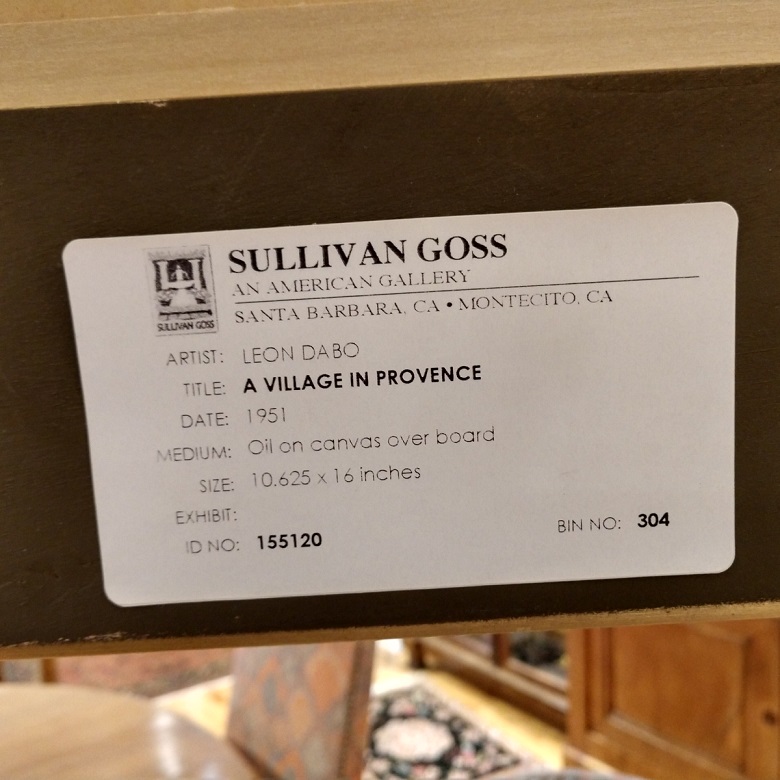 SULLIVAN GOSS
AN AMERICAN GALLERY
SANTA BARBARA, CA • MONTECITO, CA
SULLIVAN GOSS
ARTIST: LEON DABO
TITLE: A VILLAGE IN PROVENCE
DATE: 1951
MEDIUM: Oil on canvas over board
SIZE: 10.625 x 16 inches
EXHIBIT:
ID NO: 155120 BIN NO: 304